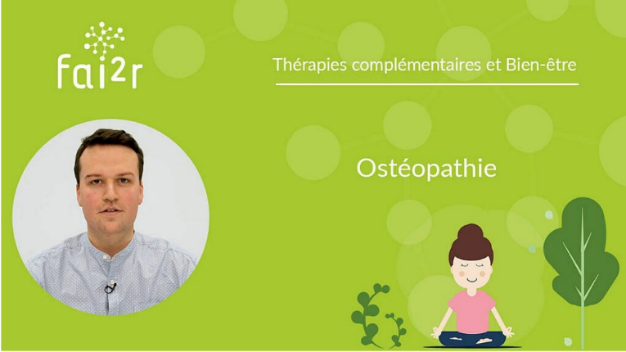 fai2r
Thérapies complémentaires et Bien-être
Ostéopathie